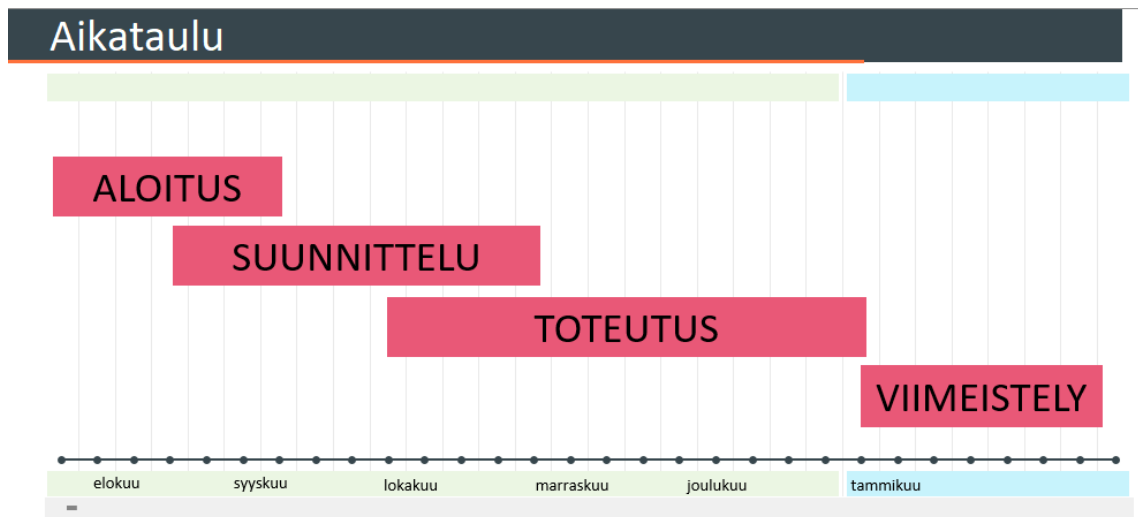 Aikataulu
ALOITUS
SUUNNITTELU
TOTEUTUS
VIIMEISTELY
elokuu syyskuu lokakuu marraskuu joulukuu tammikuu